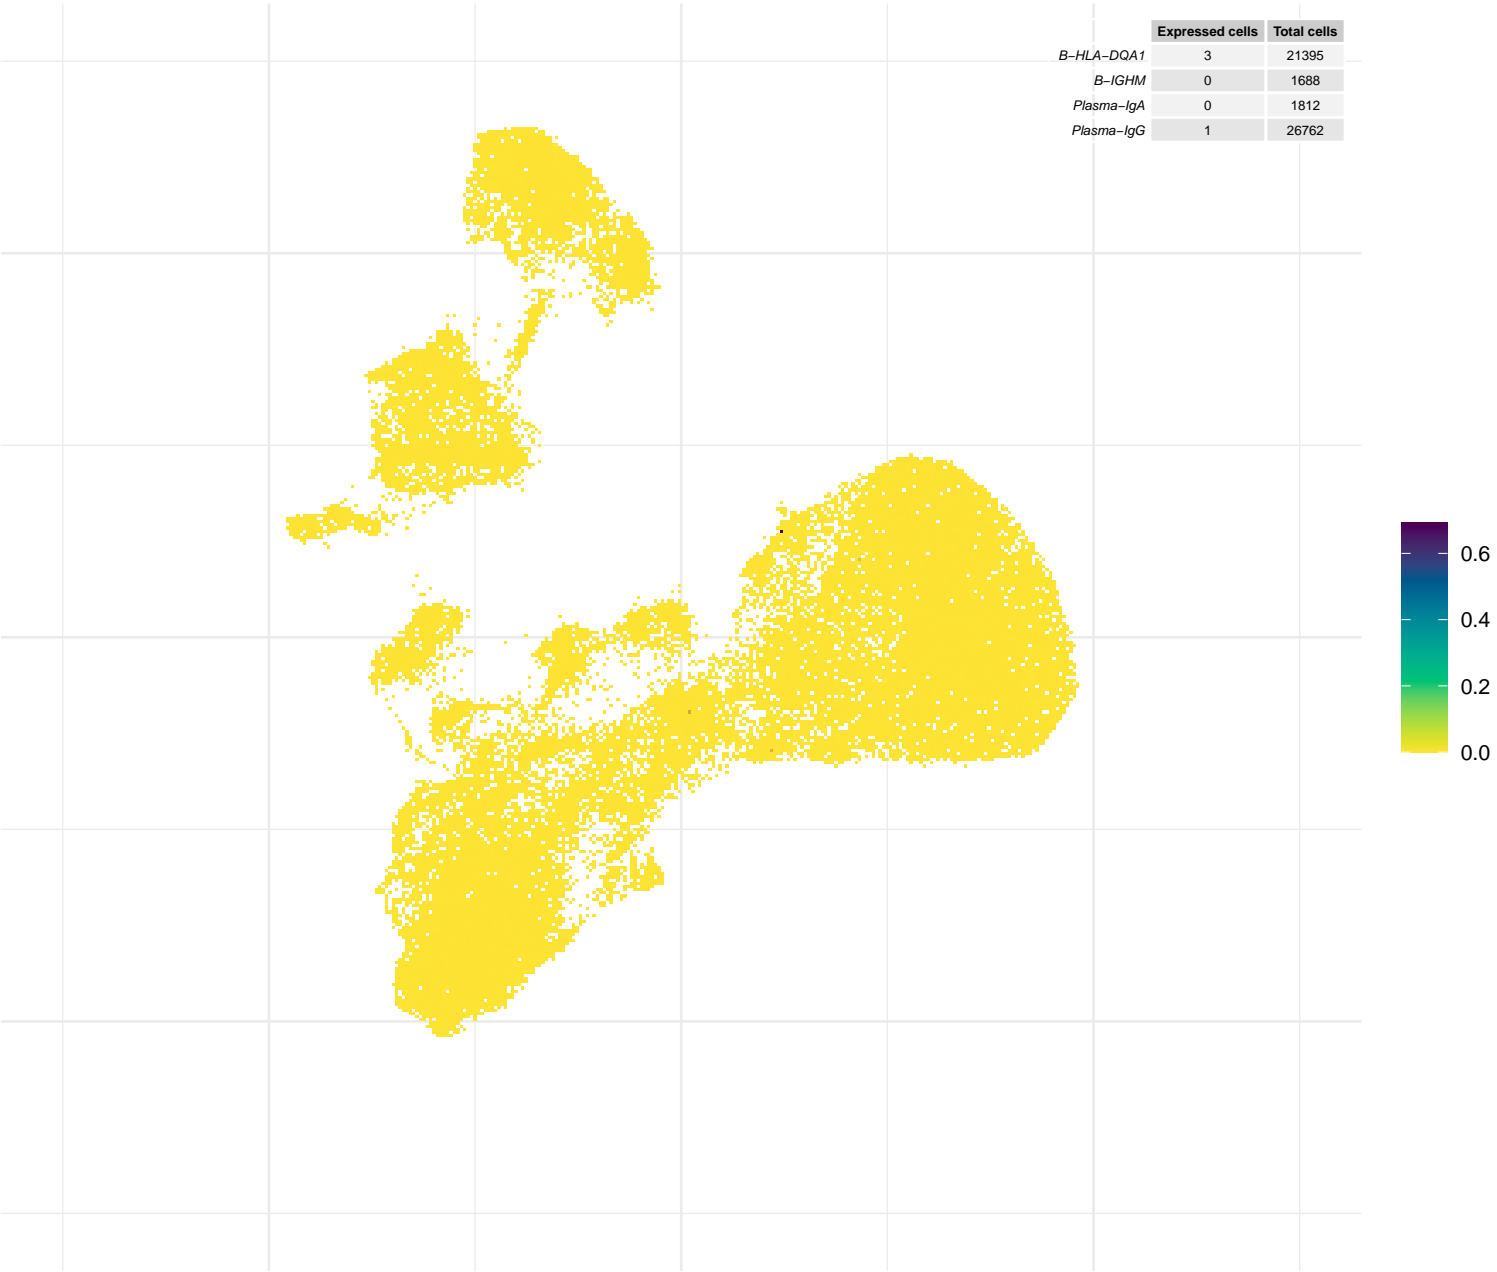 Expressed cells Total cells
B−HLA−DQA1 3 21395
B−IGHM 0 1688
Plasma−IgA 0 1812
Plasma−IgG 1 26762
0.6
0.4
0.2
0.0